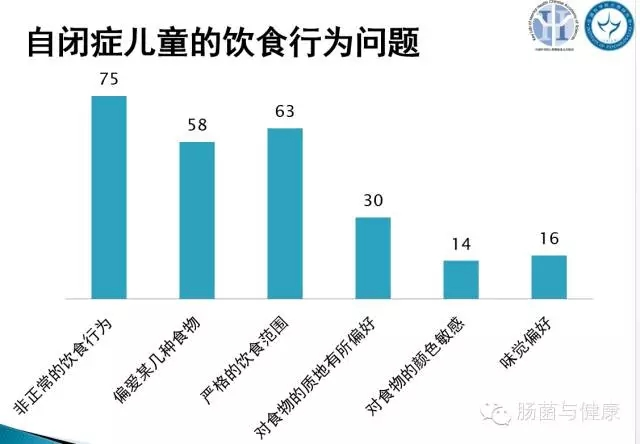 自闭症儿童的饮食行为问题
75
58
63
30
14
16
非正常的饮食行为
偏爱某几种食物
严格的饮食范围
对食物的质地有所偏好
对食物的颜色敏感
味觉偏好
肠菌与健康